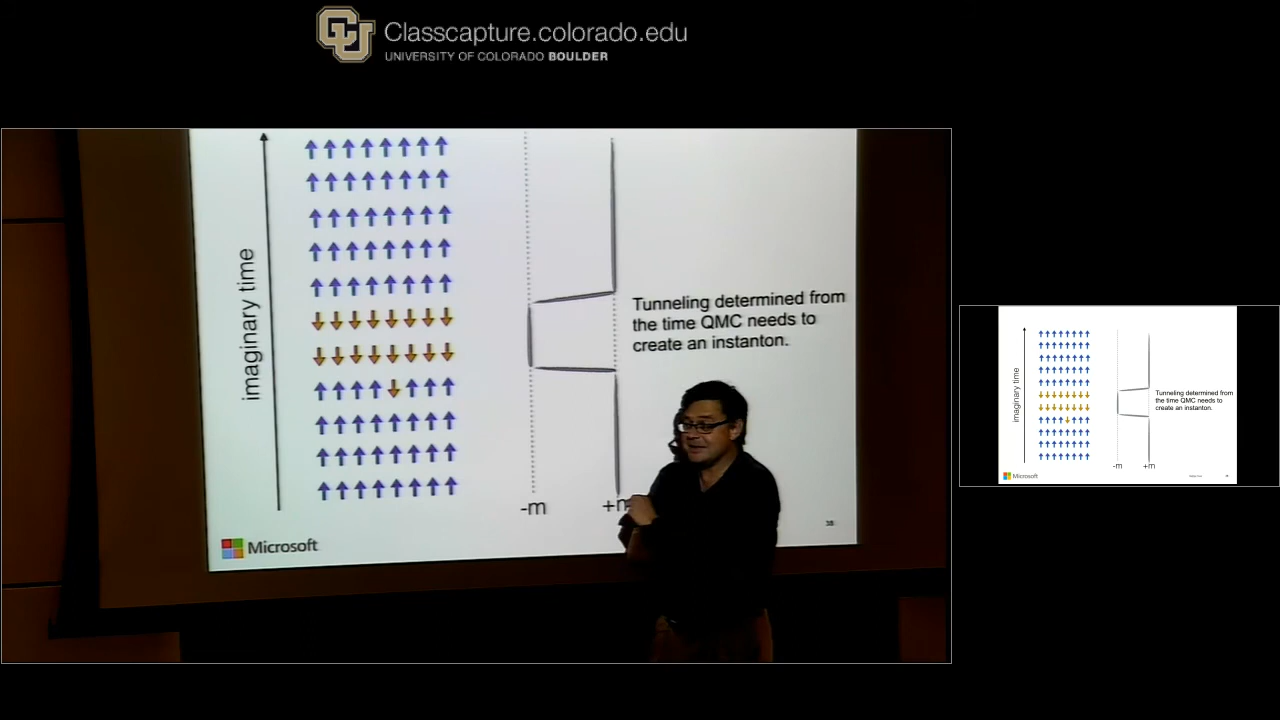 Classcapture.colorado.edu
UNIVERSITY OF COLORADO BOULDER
imaginary time
Tunneling determined from
the time QMC needs to
create an instanton.
-m
Microsoft
38
imaginary time
Tunneling determined from
the time QMC needs to
create an instanton.
-m +m
Microsoft